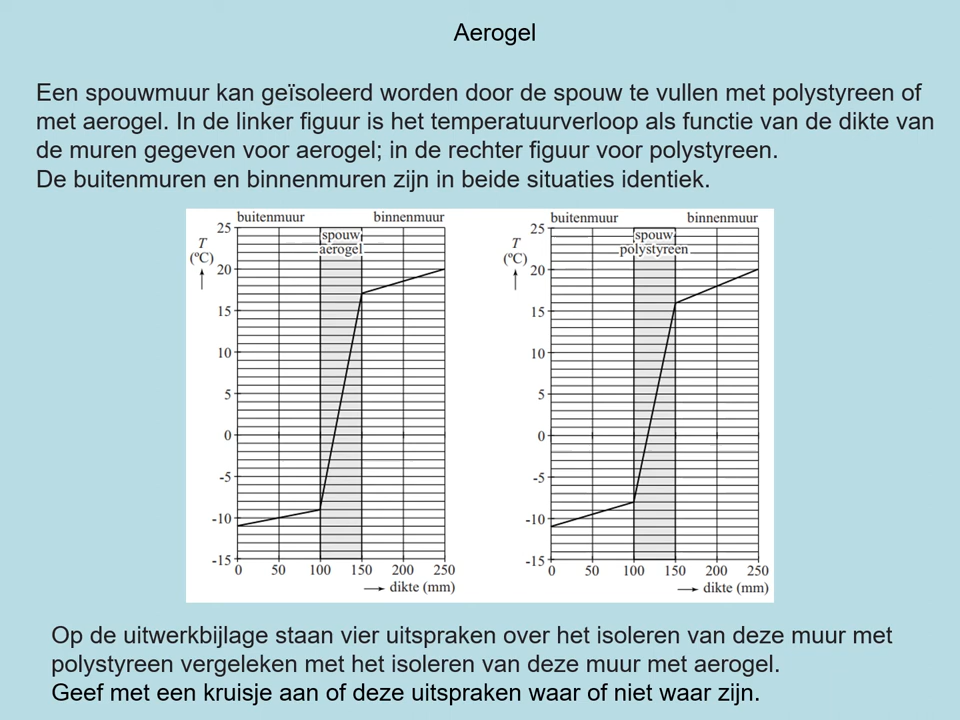 Aerogel
Een spouwmuur kan geïsoleerd worden door de spouw te vullen met polystyreen of
met aerogel. In de linker figuur is het temperatuurverloop als functie van de dikte van
de muren gegeven voor aerogel; in de rechter figuur voor polystyreen.
De buitenmuren en binnenmuren zijn in beide situaties identiek.
buitenmuur binnenmuur
25
T
(ºC)
spouw
aerogel
20
15
10
5
0
-5
-10
-15
0 50 100 150 200 250
dikte (mm)
buitenmuur binnenmuur
25
T
(ºC)
spouw
polystyreen
20
15
10
5
0
-5
-10
-15
0 50 100 150 200 250
dikte (mm)
Op de uitwerkbijlage staan vier uitspraken over het isoleren van deze muur met
polystyreen vergeleken met het isoleren van deze muur met aerogel.
Geef met een kruisje aan of deze uitspraken waar of niet waar zijn.